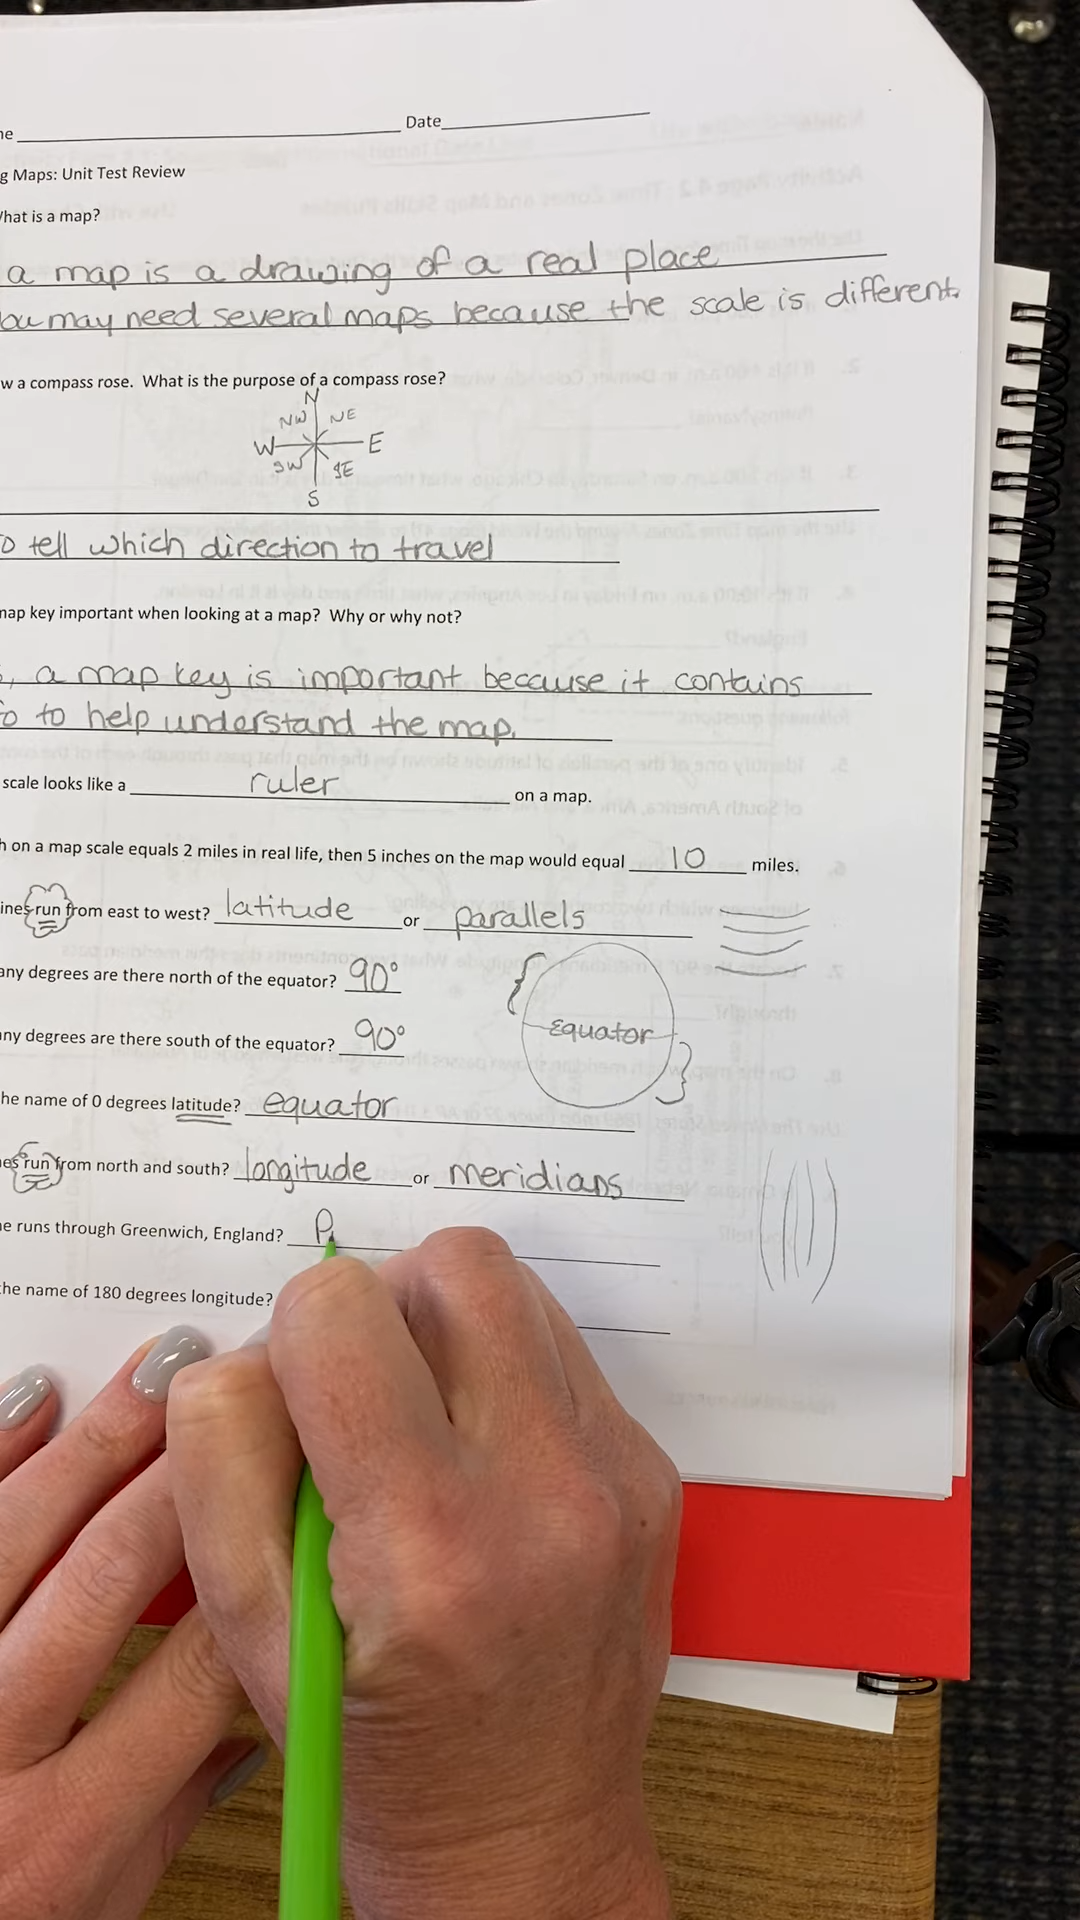 Date
g Maps: Unit Test Review
What is a map?
a map is a drawing of a real place
ou may need several maps because the scale is different.
w a compass rose. What is the purpose of a compass rose?
N
NW NE
W E
SW SE
S
o tell which direction to travel
map key important when looking at a map? Why or why not?
, a map key is important because it contains
fo to help understand the map.
scale looks like a ruler on a map.
h on a map scale equals 2 miles in real life, then 5 inches on the map would equal 10 miles.
ines run from east to west? latitude or parallels
any degrees are there north of the equator? 90°
Equator
any degrees are there south of the equator? 90°
he name of 0 degrees latitude? equator
es run from north and south? longitude or meridians
ne runs through Greenwich, England? P
he name of 180 degrees longitude?